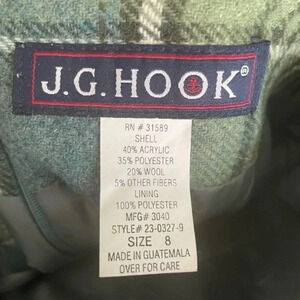 J.G. HOOK®
RN # 31589
SHELL
40% ACRYLIC
35% POLYESTER
20% WOOL
5% OTHER FIBERS
LINING
100% POLYESTER
MFG# 3040
STYLE# 23-0327-9
SIZE 8
MADE IN GUATEMALA
OVER FOR CARE